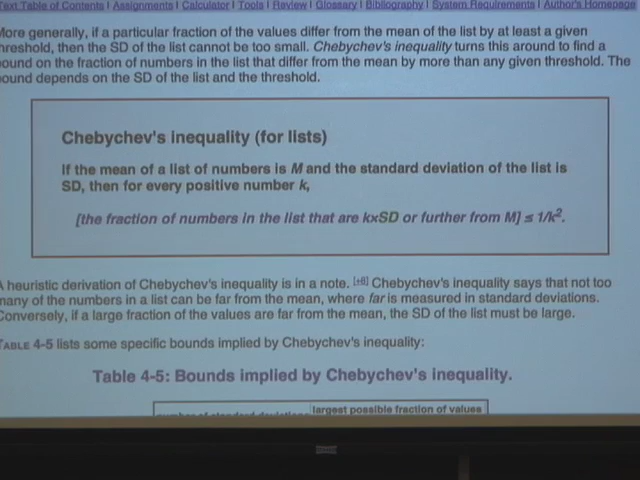 Text Table of Contents | Assignments | Calculator | Tools | Review | Glossary | Bibliography | System Requirements | Author's Homepage
More generally, if a particular fraction of the values differ from the mean of the list by at least a given
hreshold, then the SD of the list cannot be too small. Chebychev's inequality turns this around to find a
ound on the fraction of numbers in the list that differ from the mean by more than any given threshold. The
ound depends on the SD of the list and the threshold.
Chebychev's inequality (for lists)
If the mean of a list of numbers is M and the standard deviation of the list is
SD, then for every positive number k,
[the fraction of numbers in the list that are k×SD or further from M] ≤ 1/k².
A heuristic derivation of Chebychev's inequality is in a note. [+6] Chebychev's inequality says that not too
many of the numbers in a list can be far from the mean, where far is measured in standard deviations.
Conversely, if a large fraction of the values are far from the mean, the SD of the list must be large.
TABLE 4-5 lists some specific bounds implied by Chebychev's inequality:
Table 4-5: Bounds implied by Chebychev's inequality.
largest possible fraction of values
number of standard deviations